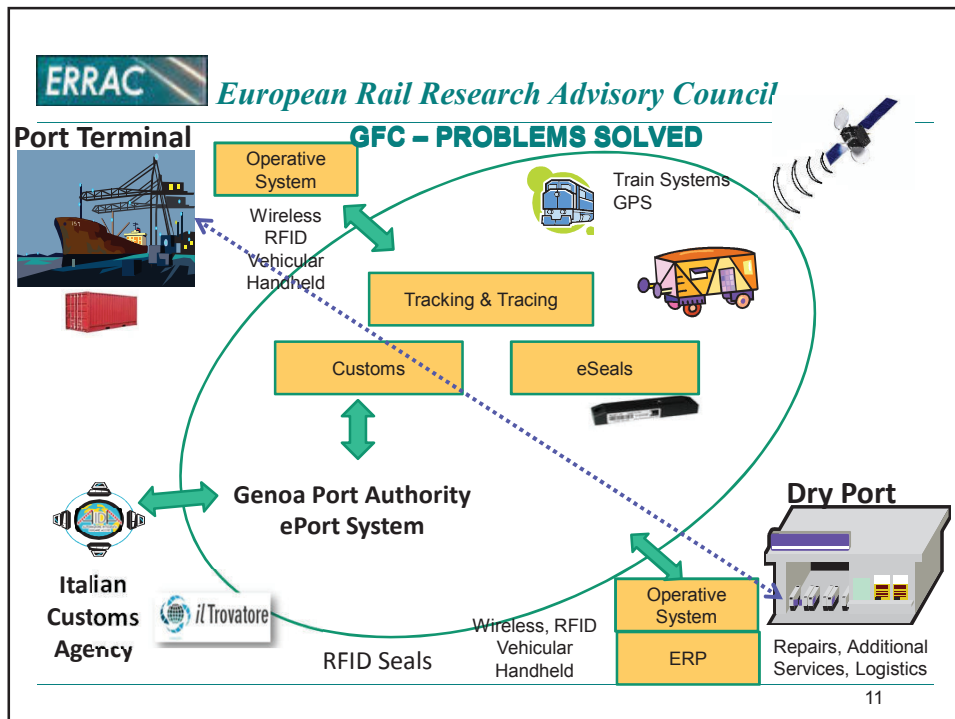 ERRAC
European Rail Research Advisory Council
Port Terminal
GFC – PROBLEMS SOLVED
Operative
System
Train Systems
GPS
Wireless
RFID
Vehicular
Handheld
Tracking & Tracing
Customs
eSeals
Genoa Port Authority
ePort System
Dry Port
Italian
Customs
Agency
il Trovatore
RFID Seals
Wireless, RFID
Vehicular
Handheld
Operative
System
ERP
Repairs, Additional
Services, Logistics
11